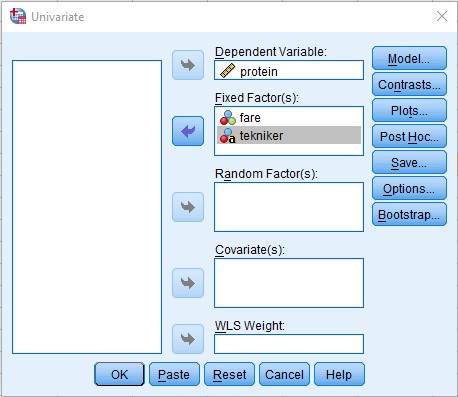 Univariate
Dependent Variable:
protein
Fixed Factor(s):
fare
tekniker
Random Factor(s):
Covariate(s):
WLS Weight:
Model...
Contrasts...
Plots...
Post Hoc...
Save...
Options...
Bootstrap...
OK Paste Reset Cancel Help